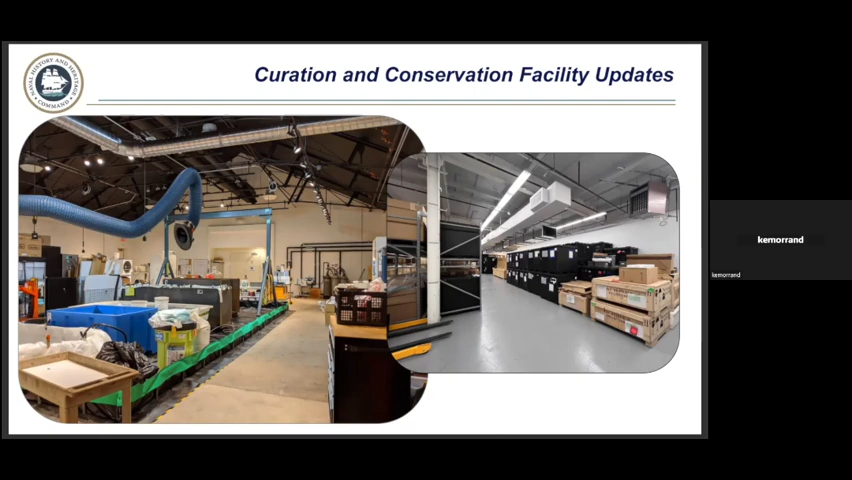 Curation and Conservation Facility Updates
NAVAL HISTORY AND HERITAGE
COMMAND
kemorrand
kemorrand